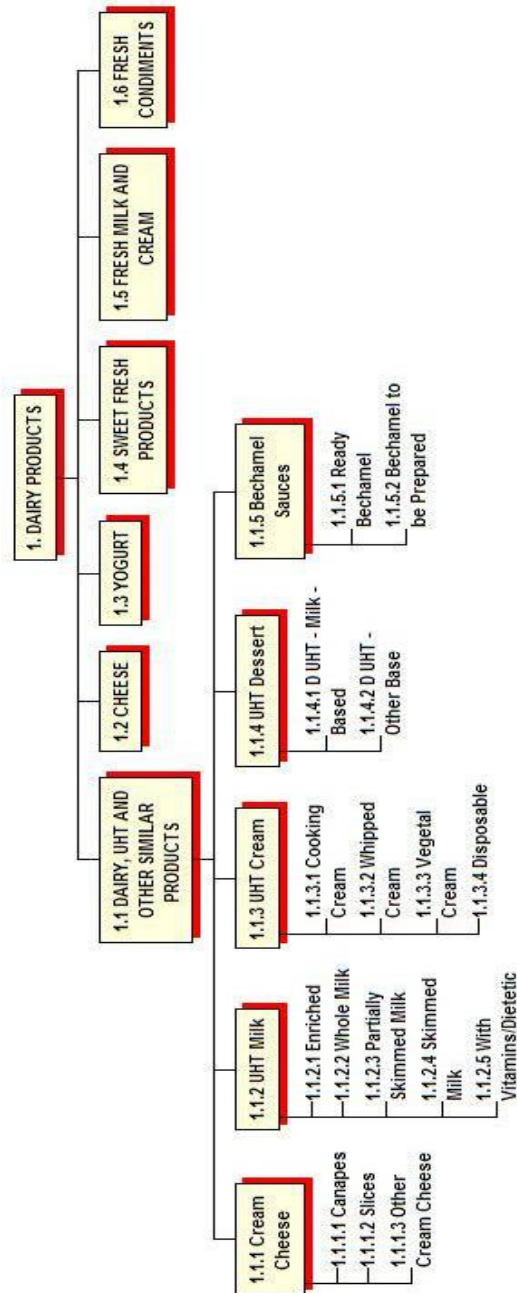 1. DAIRY PRODUCTS
1.1 DAIRY, UHT AND
OTHER SIMILAR
PRODUCTS
1.2 CHEESE
1.3 YOGURT
1.4 SWEET FRESH
PRODUCTS
1.5 FRESH MILK AND
CREAM
1.6 FRESH
CONDIMENTS
1.1.1 Cream
Cheese
1.1.1.1 Canapes
1.1.1.2 Slices
1.1.1.3 Other
Cream Cheese
1.1.2 UHT Milk
1.1.2.1 Enriched
1.1.2.2 Whole Milk
1.1.2.3 Partially
Skimmed Milk
1.1.2.4 Skimmed
Milk
1.1.2.5 With
Vitamins/Dietetic
1.1.3 UHT Cream
1.1.3.1 Cooking
Cream
1.1.3.2 Whipped
Cream
1.1.3.3 Vegetal
Cream
1.1.3.4 Disposable
1.1.4 UHT Dessert
1.1.4.1 D UHT - Milk -
Based
1.1.4.2 D UHT -
Other Base
1.1.5 Bechamel
Sauces
1.1.5.1 Ready
Bechamel
1.1.5.2 Bechamel to
be Prepared